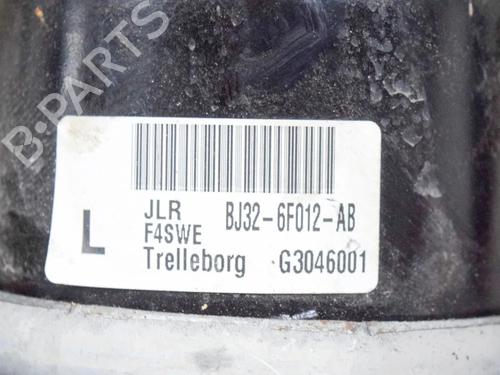 B-PARTS
JLR BJ32-6F012-AB
F4SWE
L
Trelleborg G3046001